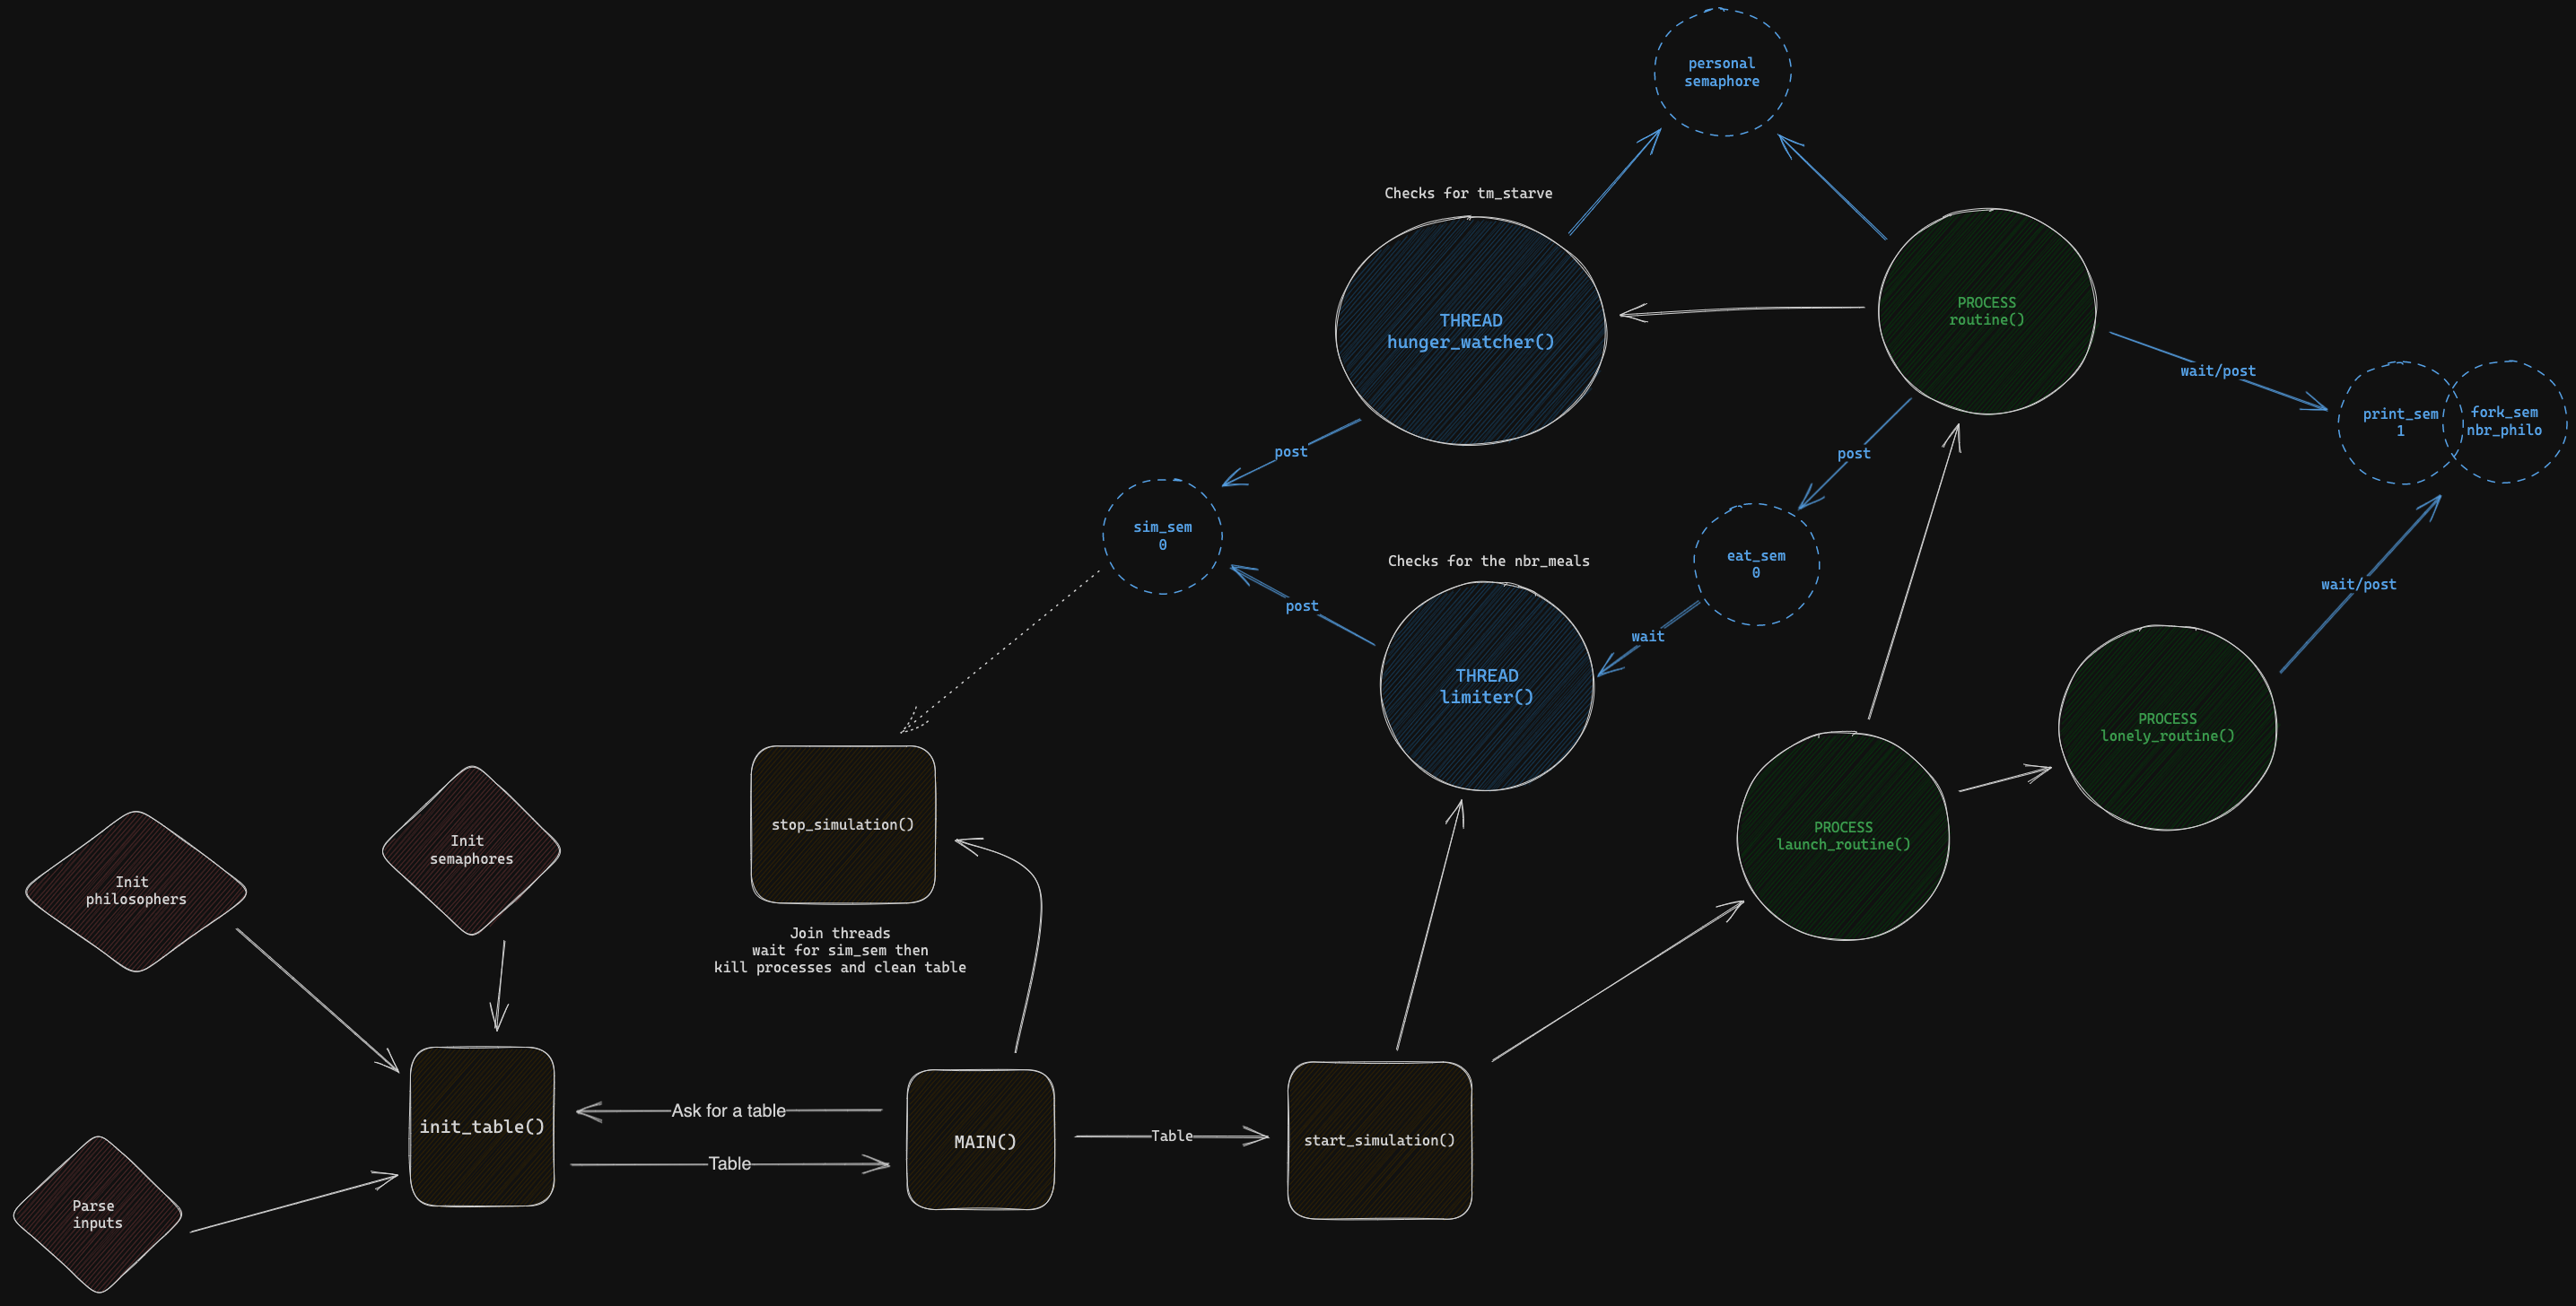 personal
semaphore
Checks for tm_starve
THREAD
hunger_watcher()
PROCESS
routine()
wait/post
print_sem
1
fork_sem
nbr_philo
post
post
sim_sem
0
eat_sem
0
Checks for the nbr_meals
post
wait
wait/post
THREAD
limiter()
PROCESS
lonely_routine()
PROCESS
launch_routine()
stop_simulation()
Init
semaphores
Init
philosophers
Join threads
wait for sim_sem then
kill processes and clean table
init_table()
Ask for a table
Table
MAIN()
Table
start_simulation()
Parse
inputs